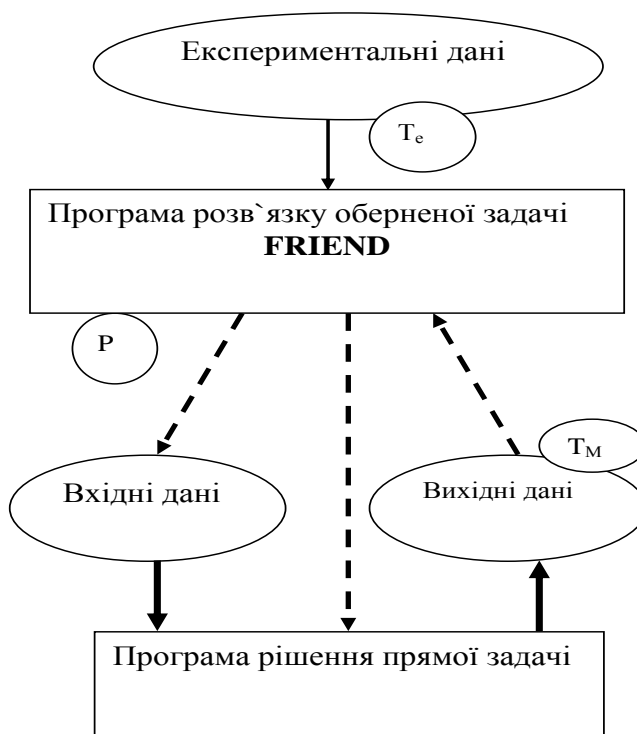 Експериментальні дані
Tе
Програма розв`язку оберненої задачі
FRIEND
P
TМ
Вхідні дані
Вихідні дані
Програма рішення прямої задачі